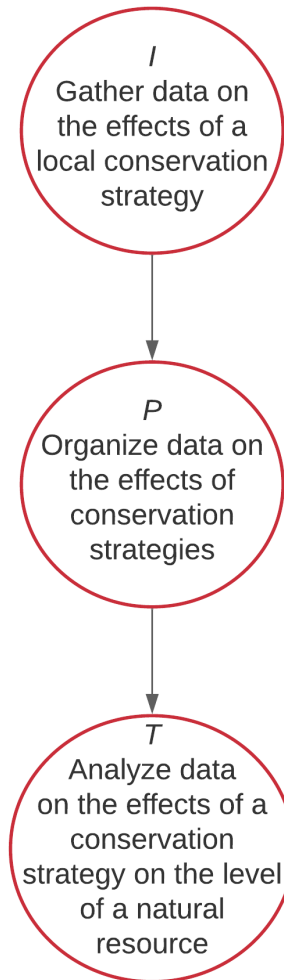 I
Gather data on
the effects of a
local conservation
strategy
P
Organize data on
the effects of
conservation
strategies
T
Analyze data
on the effects of a
conservation
strategy on the level
of a natural
resource